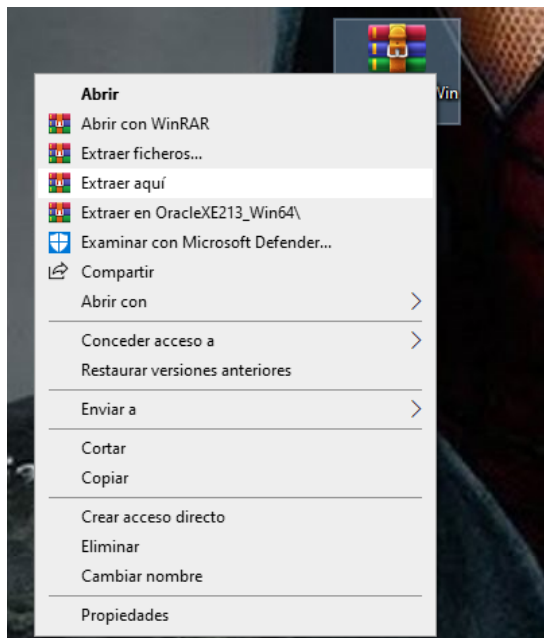 Win
Abrir
Abrir con WinRAR
Extraer ficheros...
Extraer aquí
Extraer en OracleXE213_Win64\
Examinar con Microsoft Defender...
Compartir
Abrir con
Conceder acceso a
Restaurar versiones anteriores
Enviar a
Cortar
Copiar
Crear acceso directo
Eliminar
Cambiar nombre
Propiedades